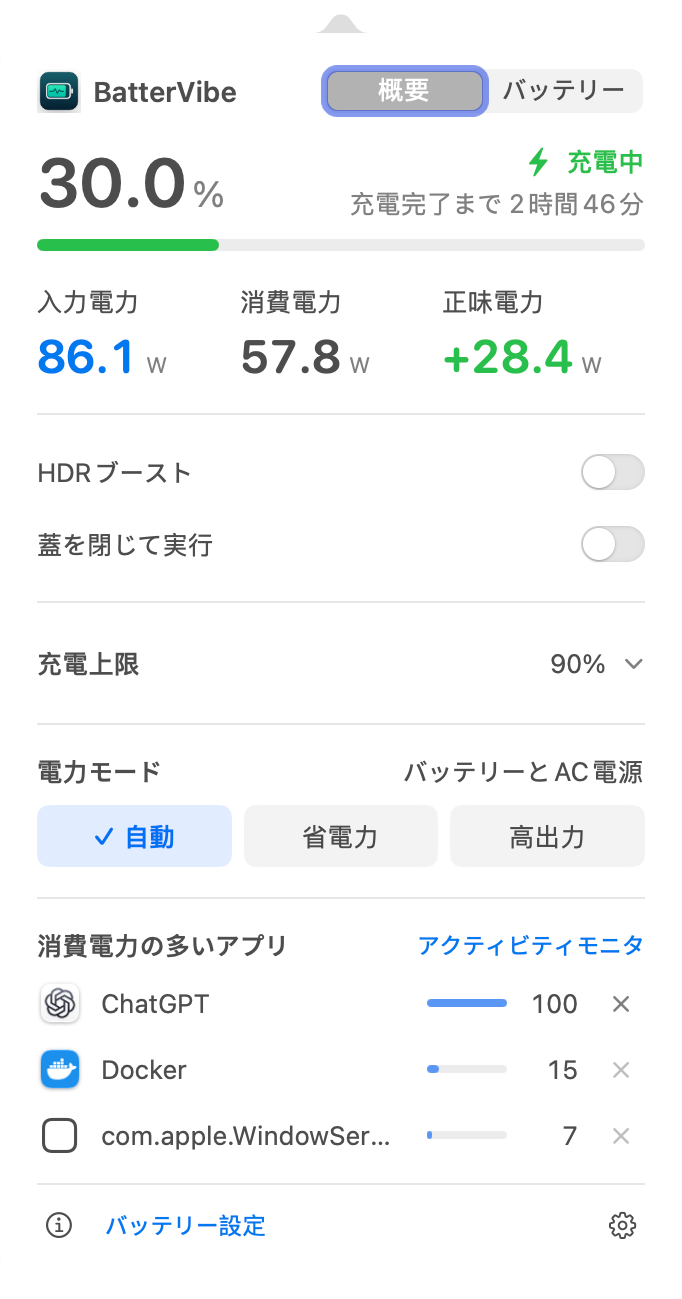 BatterVibe 概要 バッテリー
30.0 % 充電中
充電完了まで 2時間46分
入力電力 消費電力 正味電力
86.1 W 57.8 W +28.4 W
HDRブースト
蓋を閉じて実行
充電上限 90%
電力モード バッテリーとAC電源
自動 省電力 高出力
消費電力の多いアプリ アクティビティモニタ
ChatGPT 100
Docker 15
com.apple.WindowSer... 7
バッテリー設定